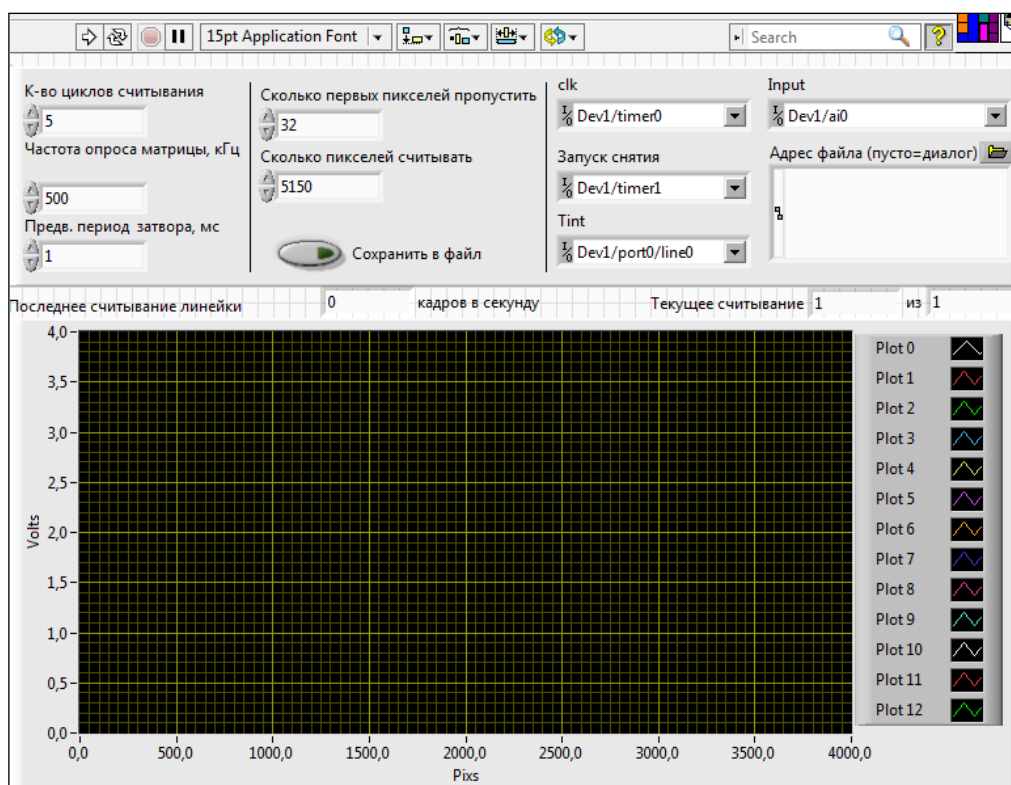 15pt Application Font
Search
?
К-во циклов считывания
5
Частота опроса матрицы, кГц
500
Предв. период затвора, мс
1
Сколько первых пикселей пропустить
32
Сколько пикселей считывать
5150
Сохранить в файл
clk
I/0 Dev1/timer0
Запуск снятия
I/0 Dev1/timer1
Tint
I/0 Dev1/port0/line0
Input
I/0 Dev1/ai0
Адрес файла (пусто=диалог)
Последнее считывание линейки 0 кадров в секунду Текущее считывание 1 из 1
4,0
3,5
3,0
2,5
2,0
1,5
1,0
0,5
0,0
Volts
0,0 500,0 1000,0 1500,0 2000,0 2500,0 3000,0 3500,0 4000,0
Pixs
Plot 0
Plot 1
Plot 2
Plot 3
Plot 4
Plot 5
Plot 6
Plot 7
Plot 8
Plot 9
Plot 10
Plot 11
Plot 12